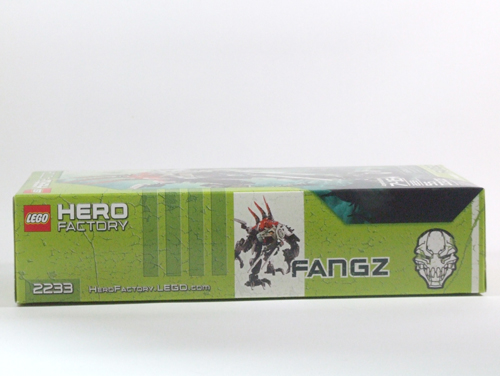 LEGO
HERO
FACTORY
FANGZ
2233
HEROFACTORY.LEGO.COM